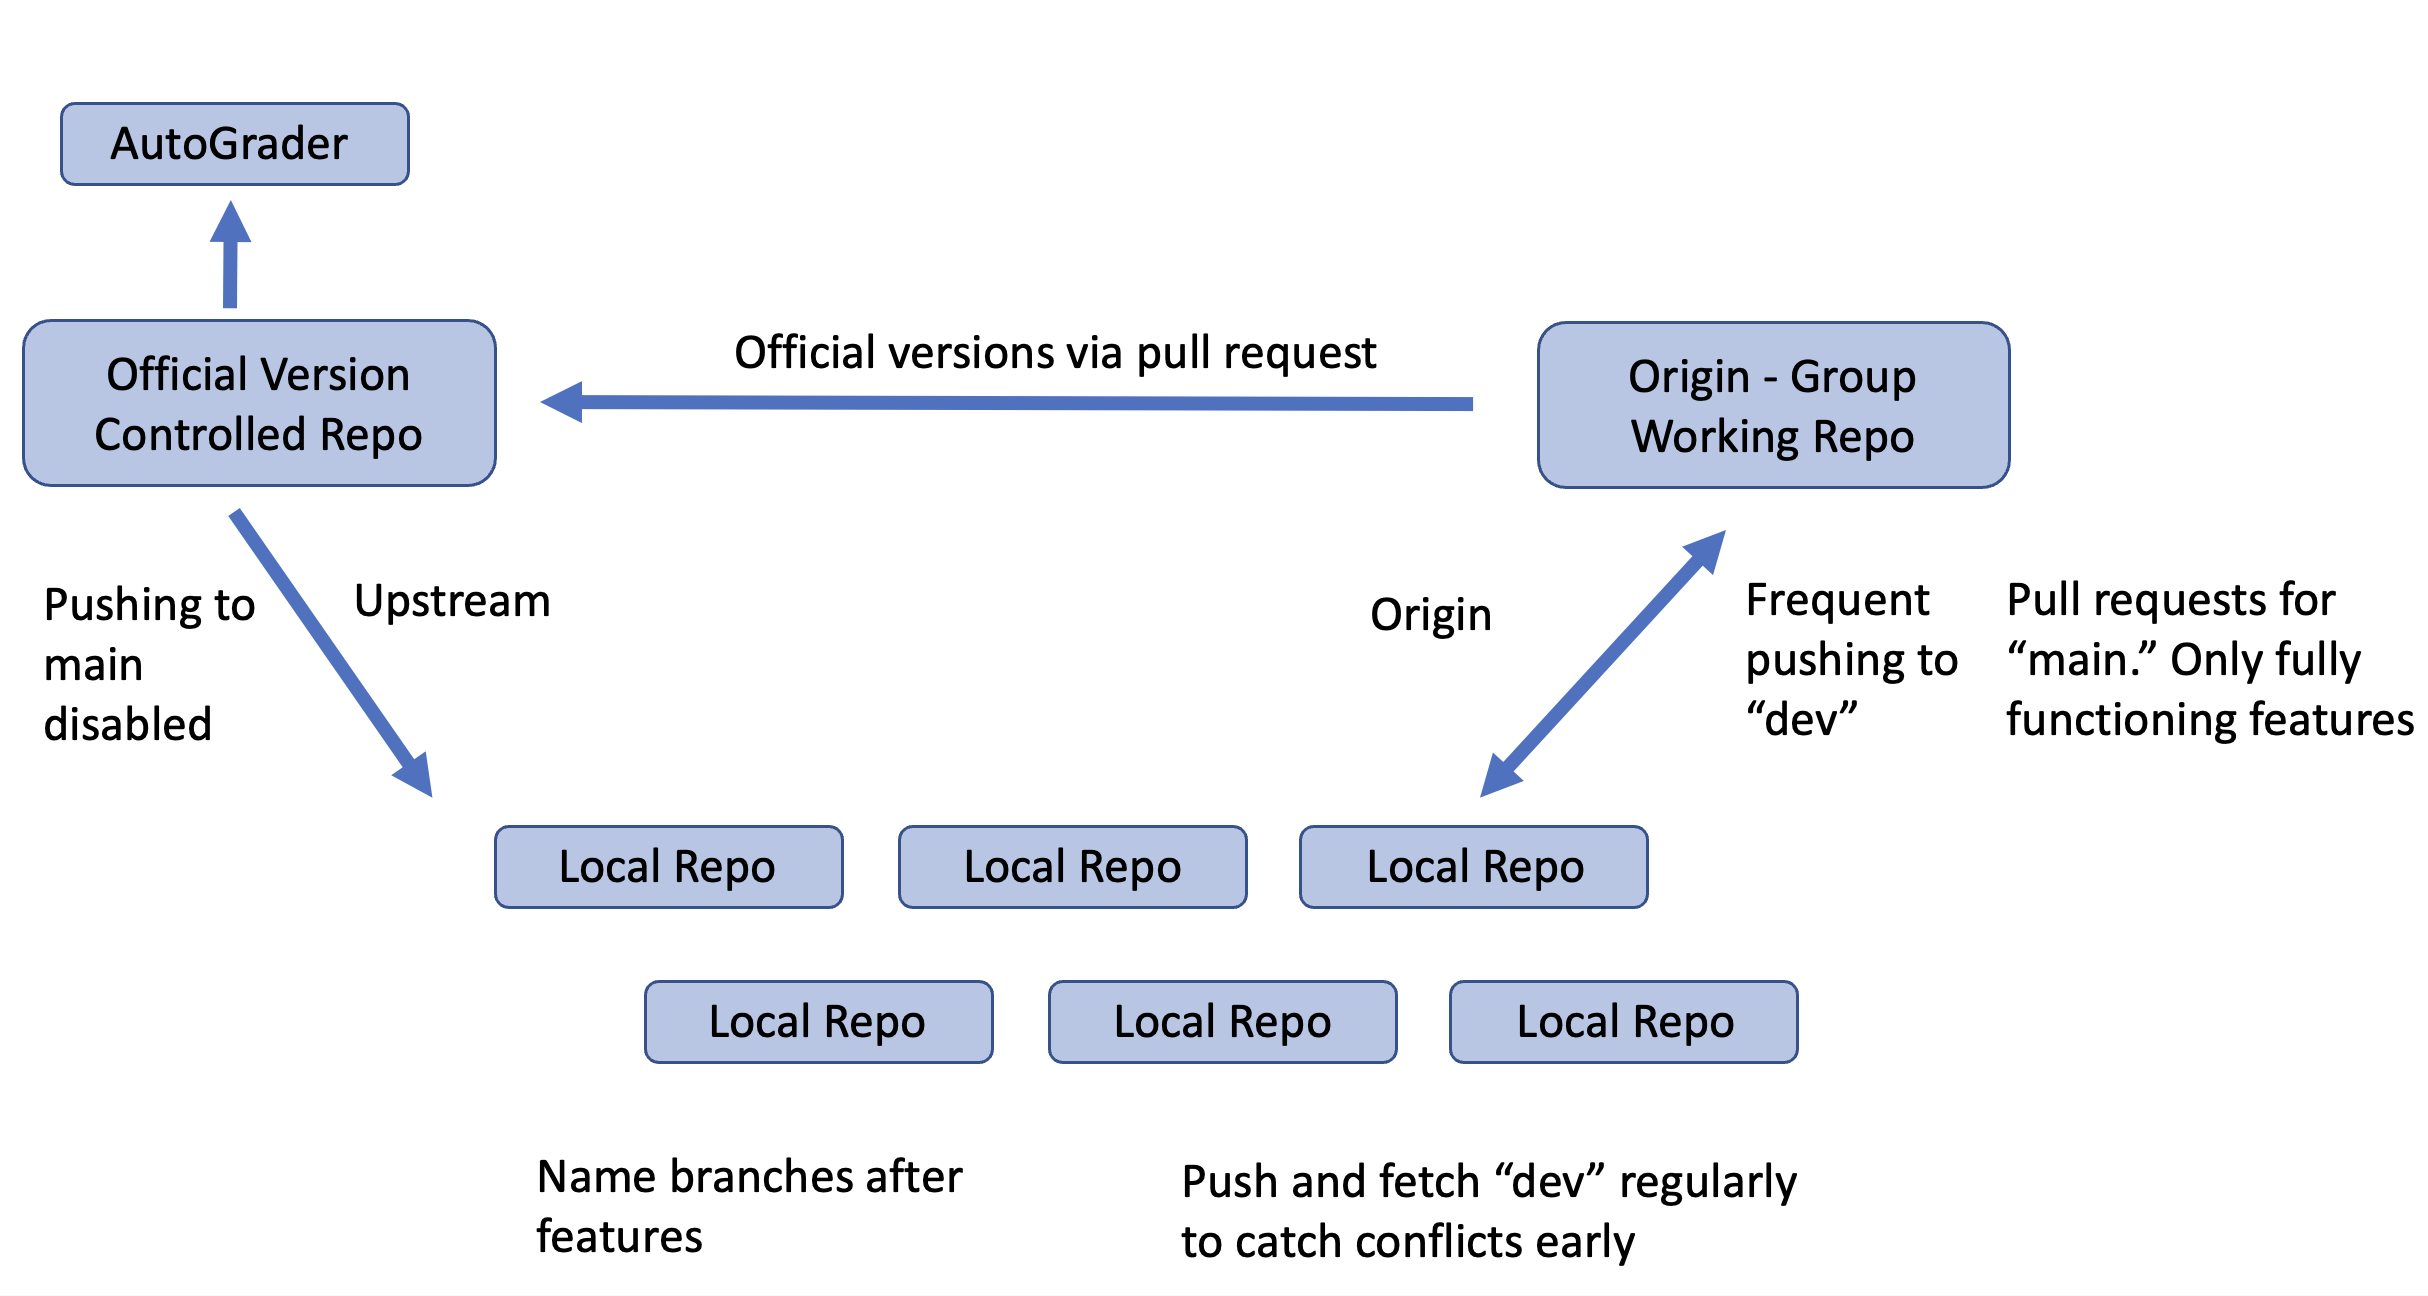 AutoGrader
Official Version
Controlled Repo
Official versions via pull request
Origin - Group
Working Repo
Pushing to
main
disabled
Upstream
Origin
Frequent
pushing to
“dev”
Pull requests for
“main.” Only fully
functioning features
Local Repo
Local Repo
Local Repo
Local Repo
Local Repo
Local Repo
Name branches after
features
Push and fetch “dev” regularly
to catch conflicts early